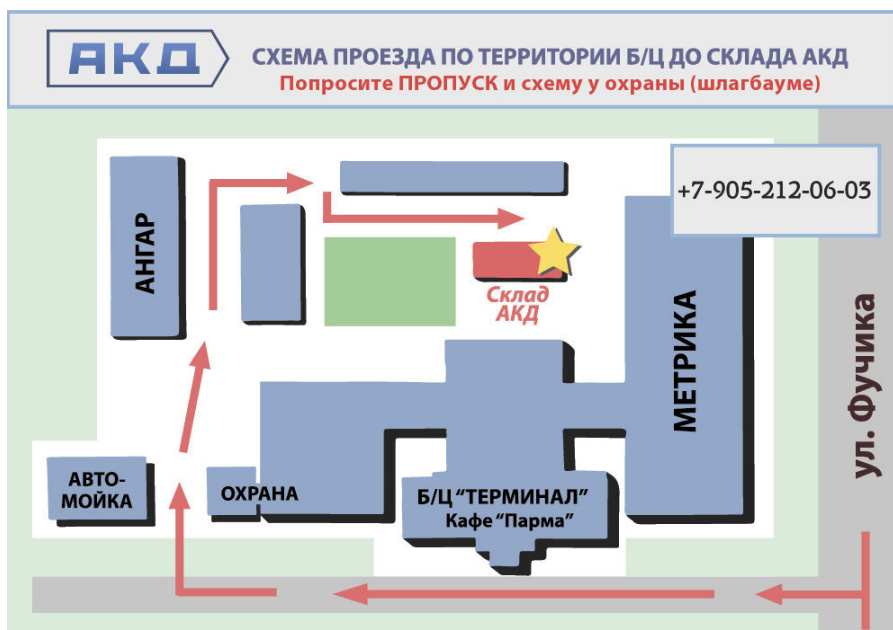 АКД
СХЕМА ПРОЕЗДА ПО ТЕРРИТОРИИ Б/Ц ДО СКЛАДА АКД
Попросите ПРОПУСК и схему у охраны (шлагбауме)
+7-905-212-06-03
АНГАР
Склад
АКД
МЕТРИКА
ул. Фучика
АВТО-
МОЙКА
ОХРАНА
Б/Ц "ТЕРМИНАЛ"
Кафе "Парма"